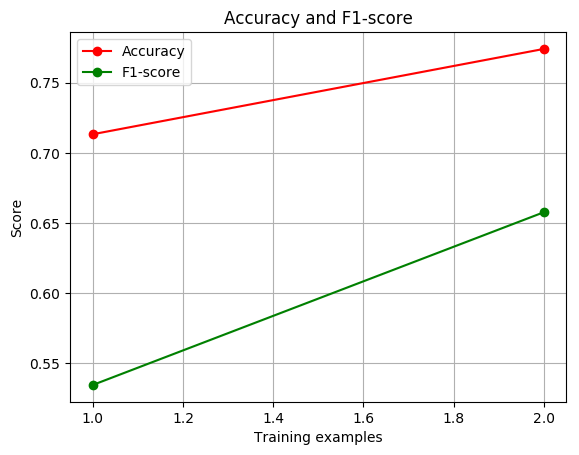 Accuracy and F1-score
Accuracy
F1-score
0.75
0.70
0.65
0.60
0.55
Score
1.0 1.2 1.4 1.6 1.8 2.0
Training examples